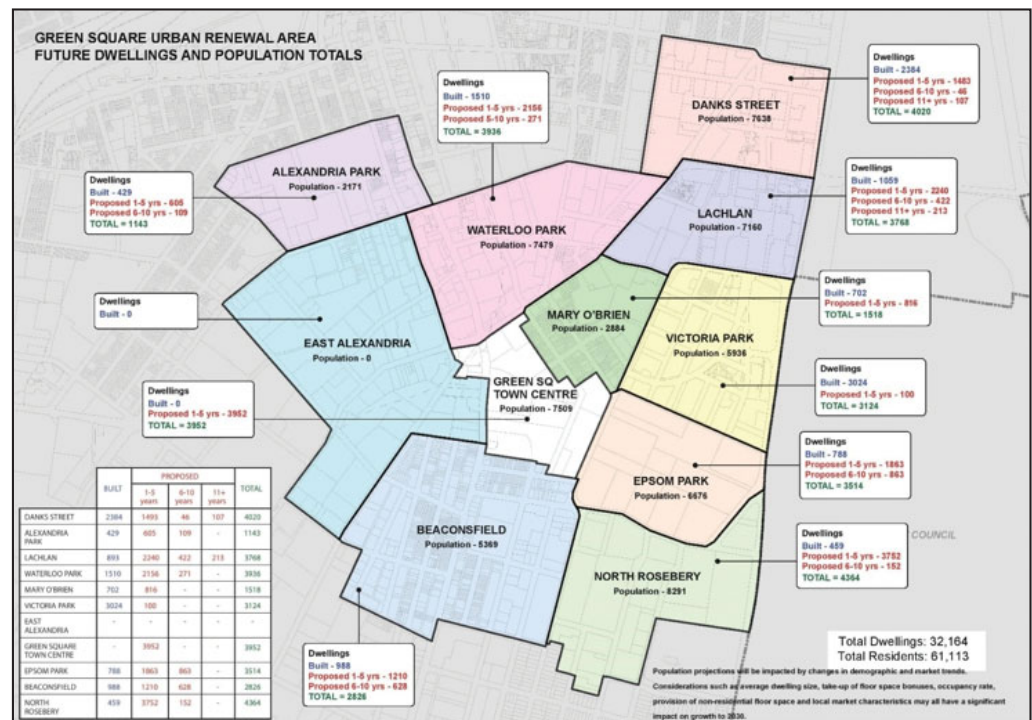 GREEN SQUARE URBAN RENEWAL AREA
FUTURE DWELLINGS AND POPULATION TOTALS
Dwellings
Built - 1510
Proposed 1-5 yrs - 2156
Proposed 5-10 yrs - 271
TOTAL = 3936
Dwellings
Built - 2384
Proposed 1-5 yrs - 1483
Proposed 6-10 yrs - 46
Proposed 11+ yrs - 107
TOTAL = 4020
DANKS STREET
Population - 7638
ALEXANDRIA PARK
Population - 2171
Dwellings
Built - 429
Proposed 1-5 yrs - 605
Proposed 6-10 yrs - 109
TOTAL = 1143
Dwellings
Built - 1059
Proposed 1-5 yrs - 2240
Proposed 6-10 yrs - 422
Proposed 11+ yrs - 213
TOTAL = 3768
LACHLAN
Population - 7160
WATERLOO PARK
Population - 7479
Dwellings
Built - 702
Proposed 1-5 yrs - 816
TOTAL = 1518
Dwellings
Built - 0
MARY O'BRIEN
Population - 2884
EAST ALEXANDRIA
Population - 0
VICTORIA PARK
Population - 5936
Dwellings
Built - 3024
Proposed 1-5 yrs - 100
TOTAL = 3124
Dwellings
Built - 0
Proposed 1-5 yrs - 3952
TOTAL = 3952
GREEN SQ
TOWN CENTRE
Population - 7509
Dwellings
Built - 788
Proposed 1-5 yrs - 1863
Proposed 6-10 yrs - 863
TOTAL = 3514
EPSOM PARK
Population - 6676
BEACONSFIELD
Population - 5369
Dwellings
Built - 459
Proposed 1-5 yrs - 3752
Proposed 6-10 yrs - 152
TOTAL = 4364
COUNCIL
NORTH ROSEBERY
Population - 8291
Dwellings
Built - 988
Proposed 1-5 yrs - 1210
Proposed 6-10 yrs - 628
TOTAL = 2826
BUILT PROPOSED TOTAL
1-5 years 6-10 years 11+ years
DANKS STREET 2384 1493 46 107 4020
ALEXANDRIA PARK 429 605 109 - 1143
LACHLAN 893 2240 422 213 3768
WATERLOO PARK 1510 2156 271 - 3936
MARY O'BRIEN 702 816 - - 1518
VICTORIA PARK 3024 100 - - 3124
EAST ALEXANDRIA - - - - -
GREEN SQUARE TOWN CENTRE - 3952 - - 3952
EPSOM PARK 788 1863 863 - 3514
BEACONSFIELD 988 1210 628 - 2826
NORTH ROSEBERY 459 3752 152 - 4364
Total Dwellings: 32,164
Total Residents: 61,113
Population projections will be impacted by changes in demographic and market trends.
Considerations such as average dwelling size, take-up of floor space bonuses, occupancy rate,
provision of non-residential floor space and local market characteristics may all have a significant
impact on growth to 2030.